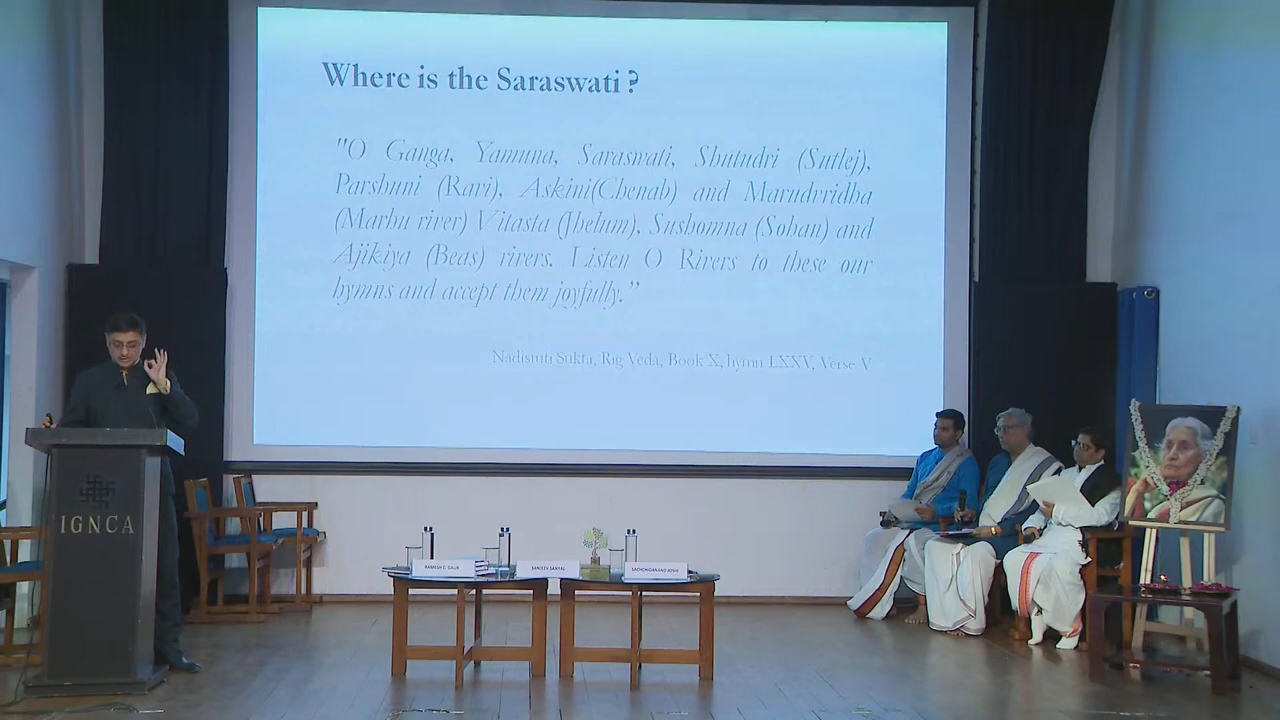 Where is the Saraswati ?
"O Ganga, Yamuna, Saraswati, Shutudri (Sutlej),
Parshuni (Ravi), Askini(Chenab) and Marudvridha
(Marhu river) Vitasta (Jhelum), Sushomna (Sohan) and
Ajikiya (Beas) rivers. Listen O Rivers to these our
hymns and accept them joyfully.”
Nadistuti Sukta, Rig Veda, Book X, hymn LXXV, Verse V
IGNCA
RAMESH C. GAUR
SANJEEV SANYAL
SACHCHIDANAND JOSHI